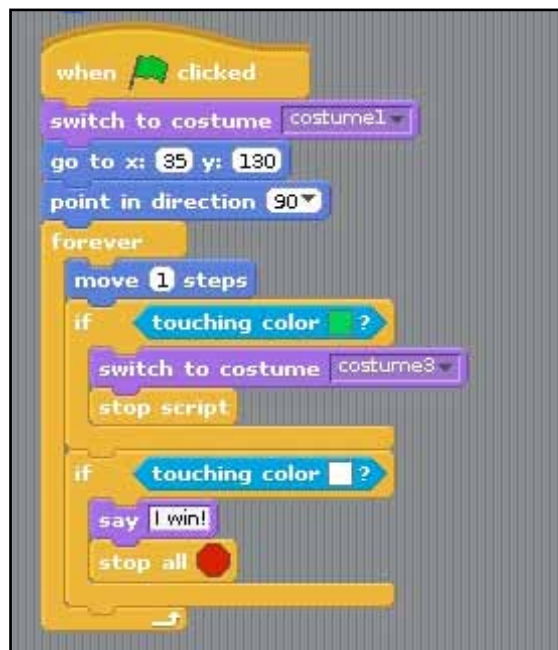 when clicked
switch to costume costume1
go to x: 35 y: 130
point in direction 90
forever
move 1 steps
if touching color ?
switch to costume costume3
stop script
if touching color ?
say I win!
stop all